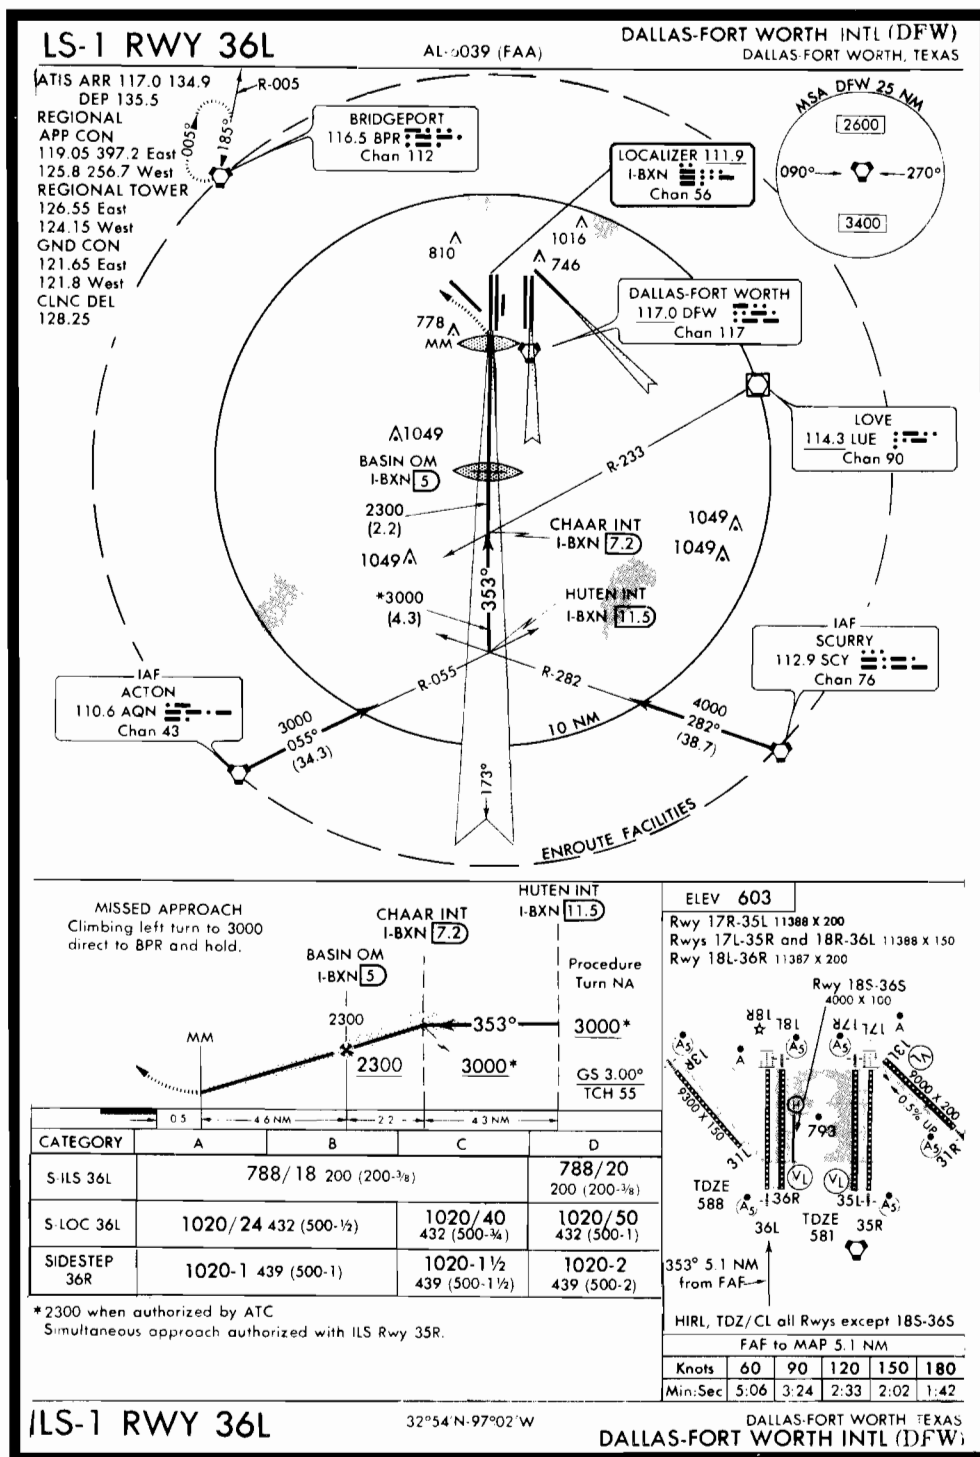 LS-1 RWY 36L
AL-6039 (FAA)
DALLAS-FORT WORTH INTL (DFW)
DALLAS-FORT WORTH, TEXAS
ATIS ARR 117.0 134.9
DEP 135.5
REGIONAL
APP CON
119.05 397.2 East
125.8 256.7 West
REGIONAL TOWER
126.55 East
124.15 West
GND CON
121.65 East
121.8 West
CLNC DEL
128.25
R-005
005°
185°
BRIDGEPORT
116.5 BPR
Chan 112
LOCALIZER 111.9
I-BXN
Chan 56
MSA DFW 25 NM
2600
090°
270°
3400
810
1016
746
778
MM
DALLAS-FORT WORTH
117.0 DFW
Chan 117
LOVE
114.3 LUE
Chan 90
R-233
1049
BASIN OM
I-BXN 5
2300
(2.2)
CHAAR INT
I-BXN 7.2
1049
1049
1049
353°
*3000
(4.3)
HUTEN INT
I-BXN 11.5
IAF
SCURRY
112.9 SCY
Chan 76
IAF
ACTON
110.6 AQN
Chan 43
R-055
R-282
3000
055°
(34.3)
4000
282°
(38.7)
10 NM
173°
ENROUTE FACILITIES
MISSED APPROACH
Climbing left turn to 3000
direct to BPR and hold.
HUTEN INT
I-BXN 11.5
CHAAR INT
I-BXN 7.2
BASIN OM
I-BXN 5
Procedure
Turn NA
MM
2300
353°
3000*
2300
3000*
GS 3.00°
TCH 55
0.5
4.6 NM
2.2
4.3 NM
CATEGORY A B C D
S-ILS 36L 788/18 200 (200-3/8) 788/20 200 (200-3/8)
S-LOC 36L 1020/24 432 (500-½) 1020/40 432 (500-¾) 1020/50 432 (500-1)
SIDESTEP 36R 1020-1 439 (500-1) 1020-1½ 439 (500-1½) 1020-2 439 (500-2)
*2300 when authorized by ATC
Simultaneous approach authorized with ILS Rwy 35R.
ELEV 603
Rwy 17R-35L 11388 X 200
Rwys 17L-35R and 18R-36L 11388 X 150
Rwy 18L-36R 11387 X 200
Rwy 18S-36S
4000 X 100
18R
18L
17R
17L
A
A5
A5
A5
A
13R
13L
VL
9300 X 150
9000 X 200
0.5% UP
H
793
31L
31R
A5
TDZE
588
A5
VL
VL
A5
36R
35L
36L
TDZE
581
35R
353° 5.1 NM
from FAF
HIRL, TDZ/CL all Rwys except 18S-36S
FAF to MAP 5.1 NM
Knots 60 90 120 150 180
Min:Sec 5:06 3:24 2:33 2:02 1:42
ILS-1 RWY 36L
32°54'N-97°02'W
DALLAS-FORT WORTH TEXAS
DALLAS-FORT WORTH INTL (DFW)